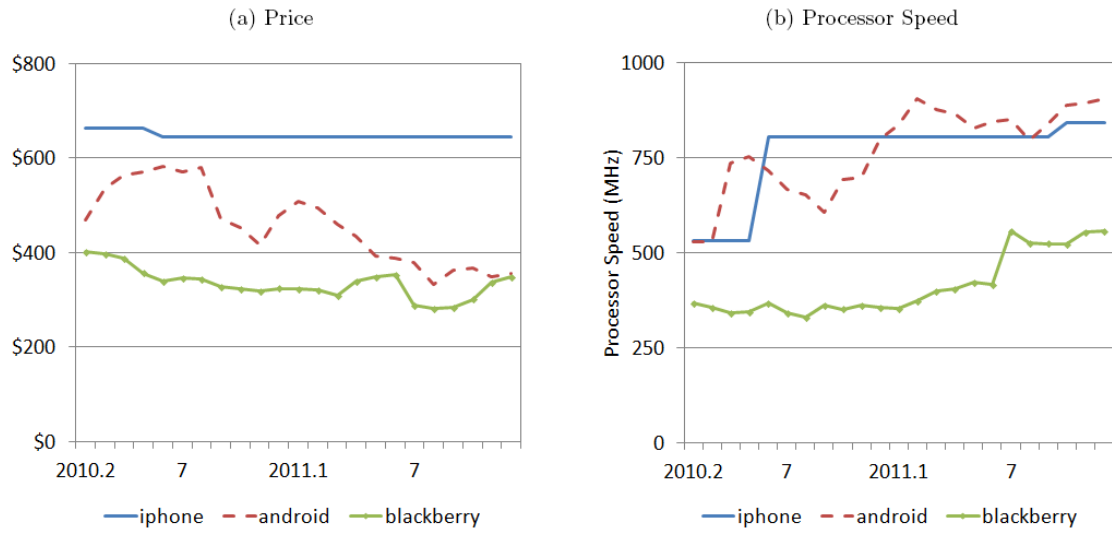 (a) Price
$800
$600
$400
$200
$0
2010.2 7 2011.1 7
iphone android blackberry
(b) Processor Speed
Processor Speed (MHz)
1000
750
500
250
0
2010.2 7 2011.1 7
iphone android blackberry